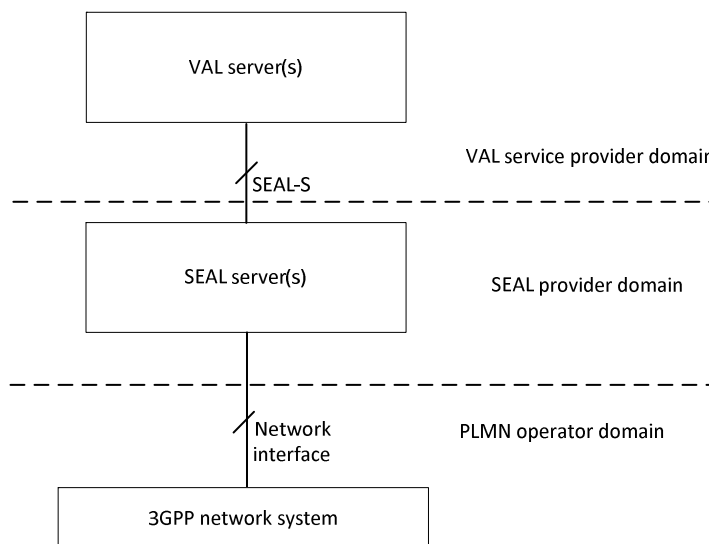 VAL server(s)
VAL service provider domain
SEAL-S
SEAL server(s)
SEAL provider domain
Network
interface
PLMN operator domain
3GPP network system